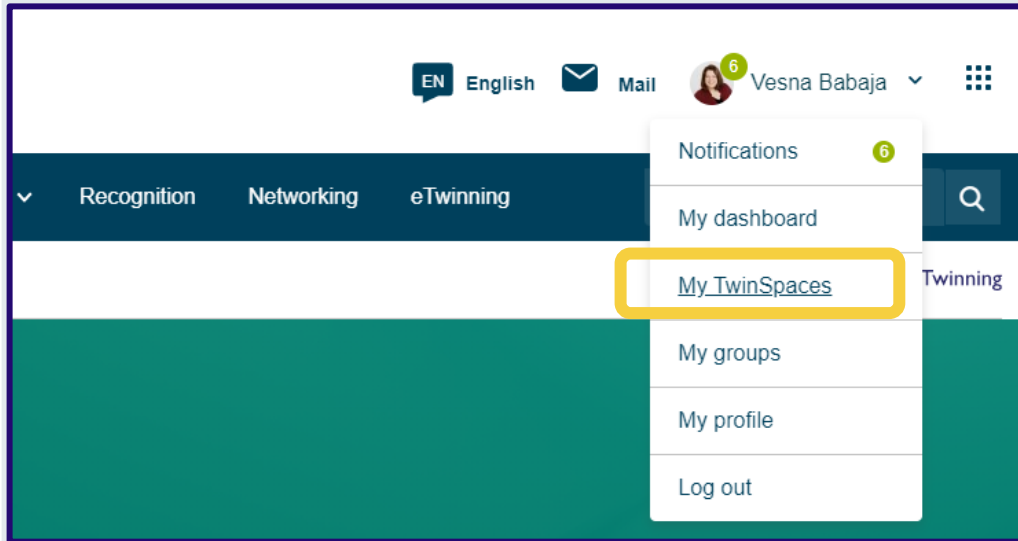 EN English Mail 6 Vesna Babaja
Notifications 6
Recognition Networking eTwinning
My dashboard
My TwinSpaces
Twinning
My groups
My profile
Log out